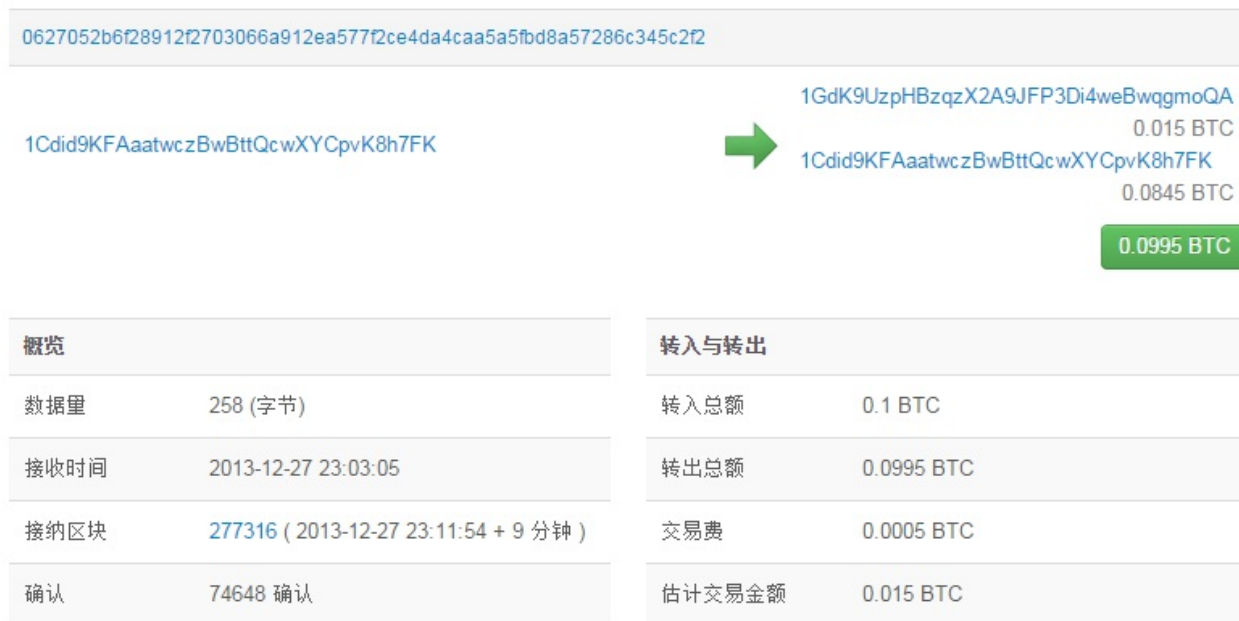 0627052b6f28912f2703066a912ea577f2ce4da4caa5a5fbd8a57286c345c2f2
1Cdid9KFAaatwczBwBttQcwXYCpvK8h7FK
1GdK9UzpHBzqzX2A9JFP3Di4weBwqgmoQA
0.015 BTC
1Cdid9KFAaatwczBwBttQcwXYCpvK8h7FK
0.0845 BTC
0.0995 BTC
概览
数据量 258 (字节)
接收时间 2013-12-27 23:03:05
接纳区块 277316 ( 2013-12-27 23:11:54 + 9 分钟 )
确认 74648 确认
转入与转出
转入总额 0.1 BTC
转出总额 0.0995 BTC
交易费 0.0005 BTC
估计交易金额 0.015 BTC